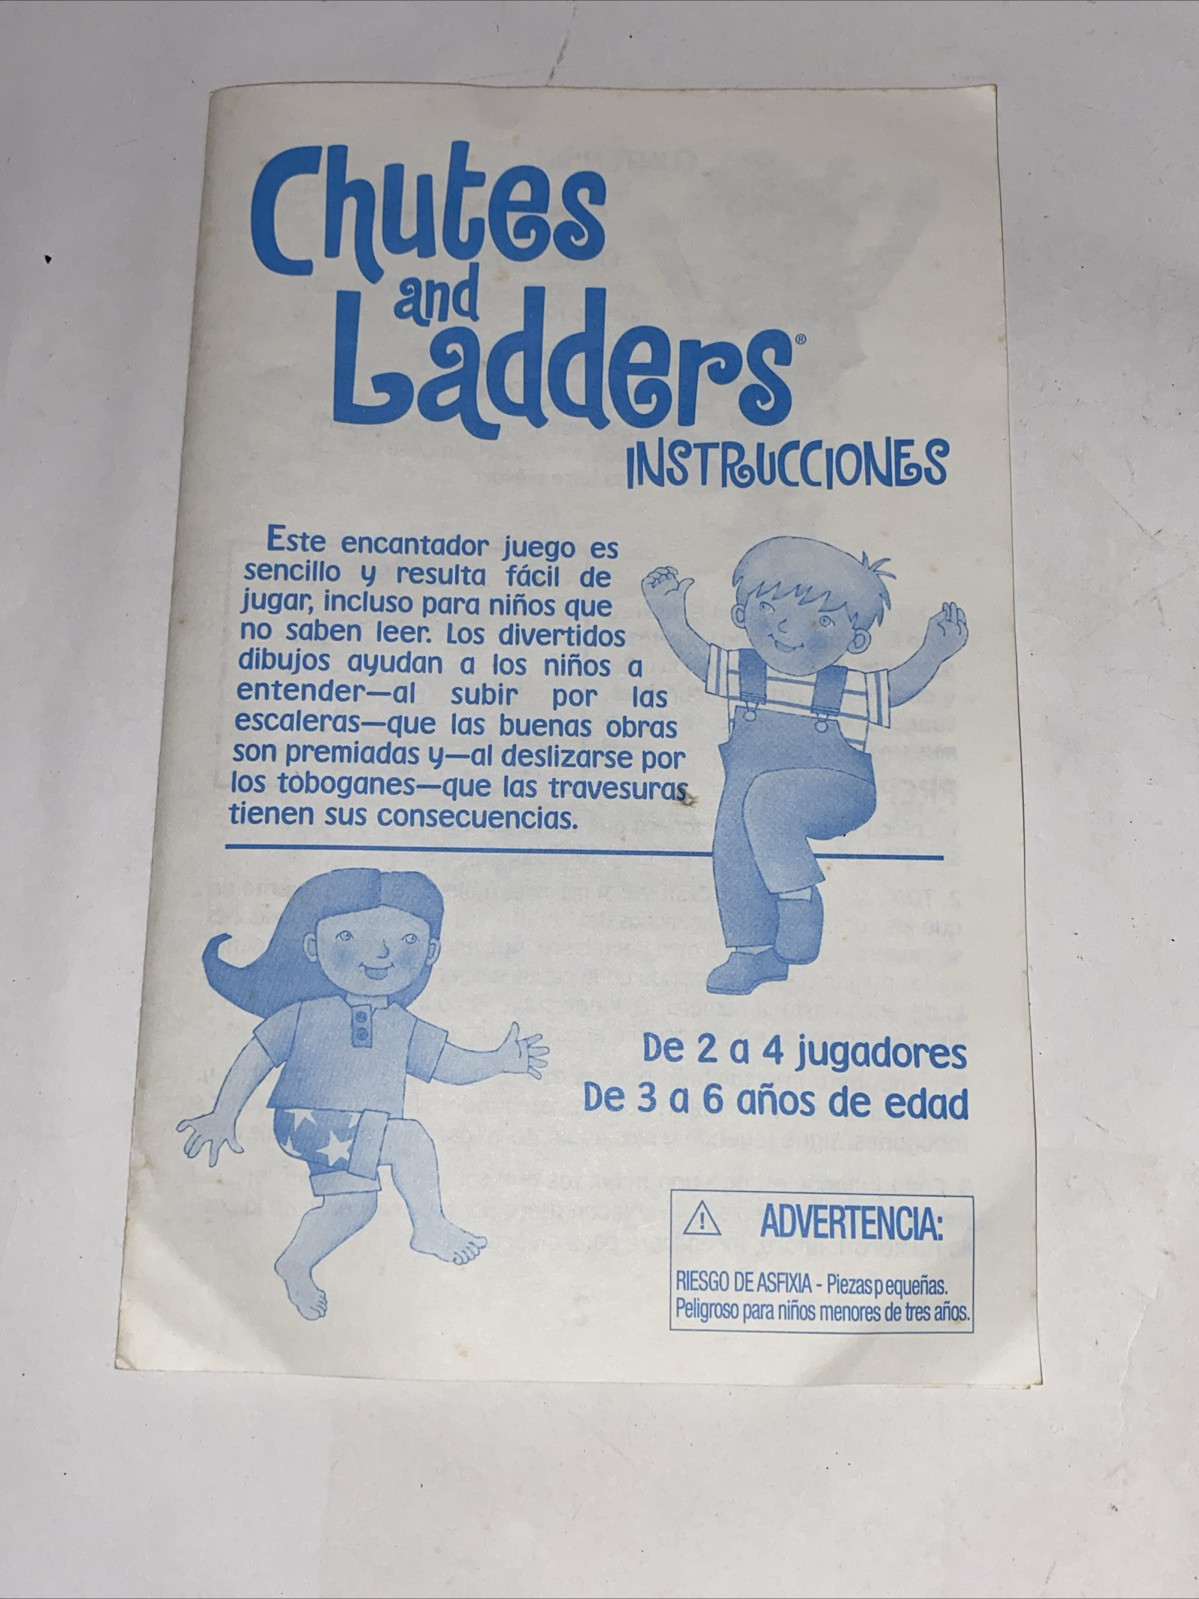 Chutes
and
Ladders®
INSTRUCCIONES
Este encantador juego es
sencillo y resulta fácil de
jugar, incluso para niños que
no saben leer. Los divertidos
dibujos ayudan a los niños a
entender—al subir por las
escaleras—que las buenas obras
son premiadas y—al deslizarse por
los toboganes—que las travesuras
tienen sus consecuencias.
De 2 a 4 jugadores
De 3 a 6 años de edad
ADVERTENCIA:
RIESGO DE ASFIXIA - Piezas pequeñas.
Peligroso para niños menores de tres años.